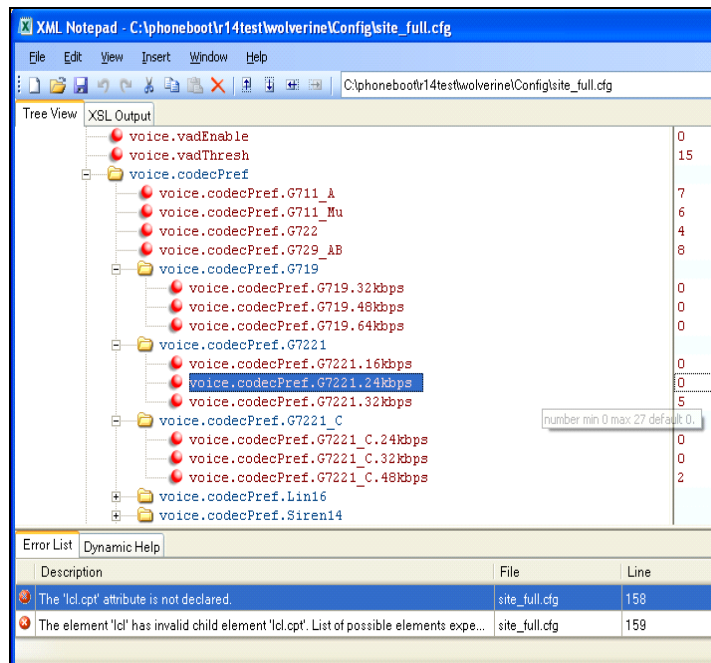 XML Notepad - C:\phoneboot\r14test\wolverine\Config\site_full.cfg
File Edit View Insert Window Help
C:\phoneboot\r14test\wolverine\Config\site_full.cfg
Tree View XSL Output
voice.vadEnable 0
voice.vadThresh 15
voice.codecPref
voice.codecPref.G711_A 7
voice.codecPref.G711_Mu 6
voice.codecPref.G722 4
voice.codecPref.G729_AB 8
voice.codecPref.G719
voice.codecPref.G719.32kbps 0
voice.codecPref.G719.48kbps 0
voice.codecPref.G719.64kbps 0
voice.codecPref.G7221
voice.codecPref.G7221.16kbps 0
voice.codecPref.G7221.24kbps 0
voice.codecPref.G7221.32kbps 5
voice.codecPref.G7221_C
number min 0 max 27 default 0.
voice.codecPref.G7221_C.24kbps 0
voice.codecPref.G7221_C.32kbps 0
voice.codecPref.G7221_C.48kbps 2
voice.codecPref.Lin16
voice.codecPref.Siren14
Error List Dynamic Help
Description File Line
The 'lcl.cpt' attribute is not declared. site_full.cfg 158
The element 'lcl' has invalid child element 'lcl.cpt'. List of possible elements expe... site_full.cfg 159